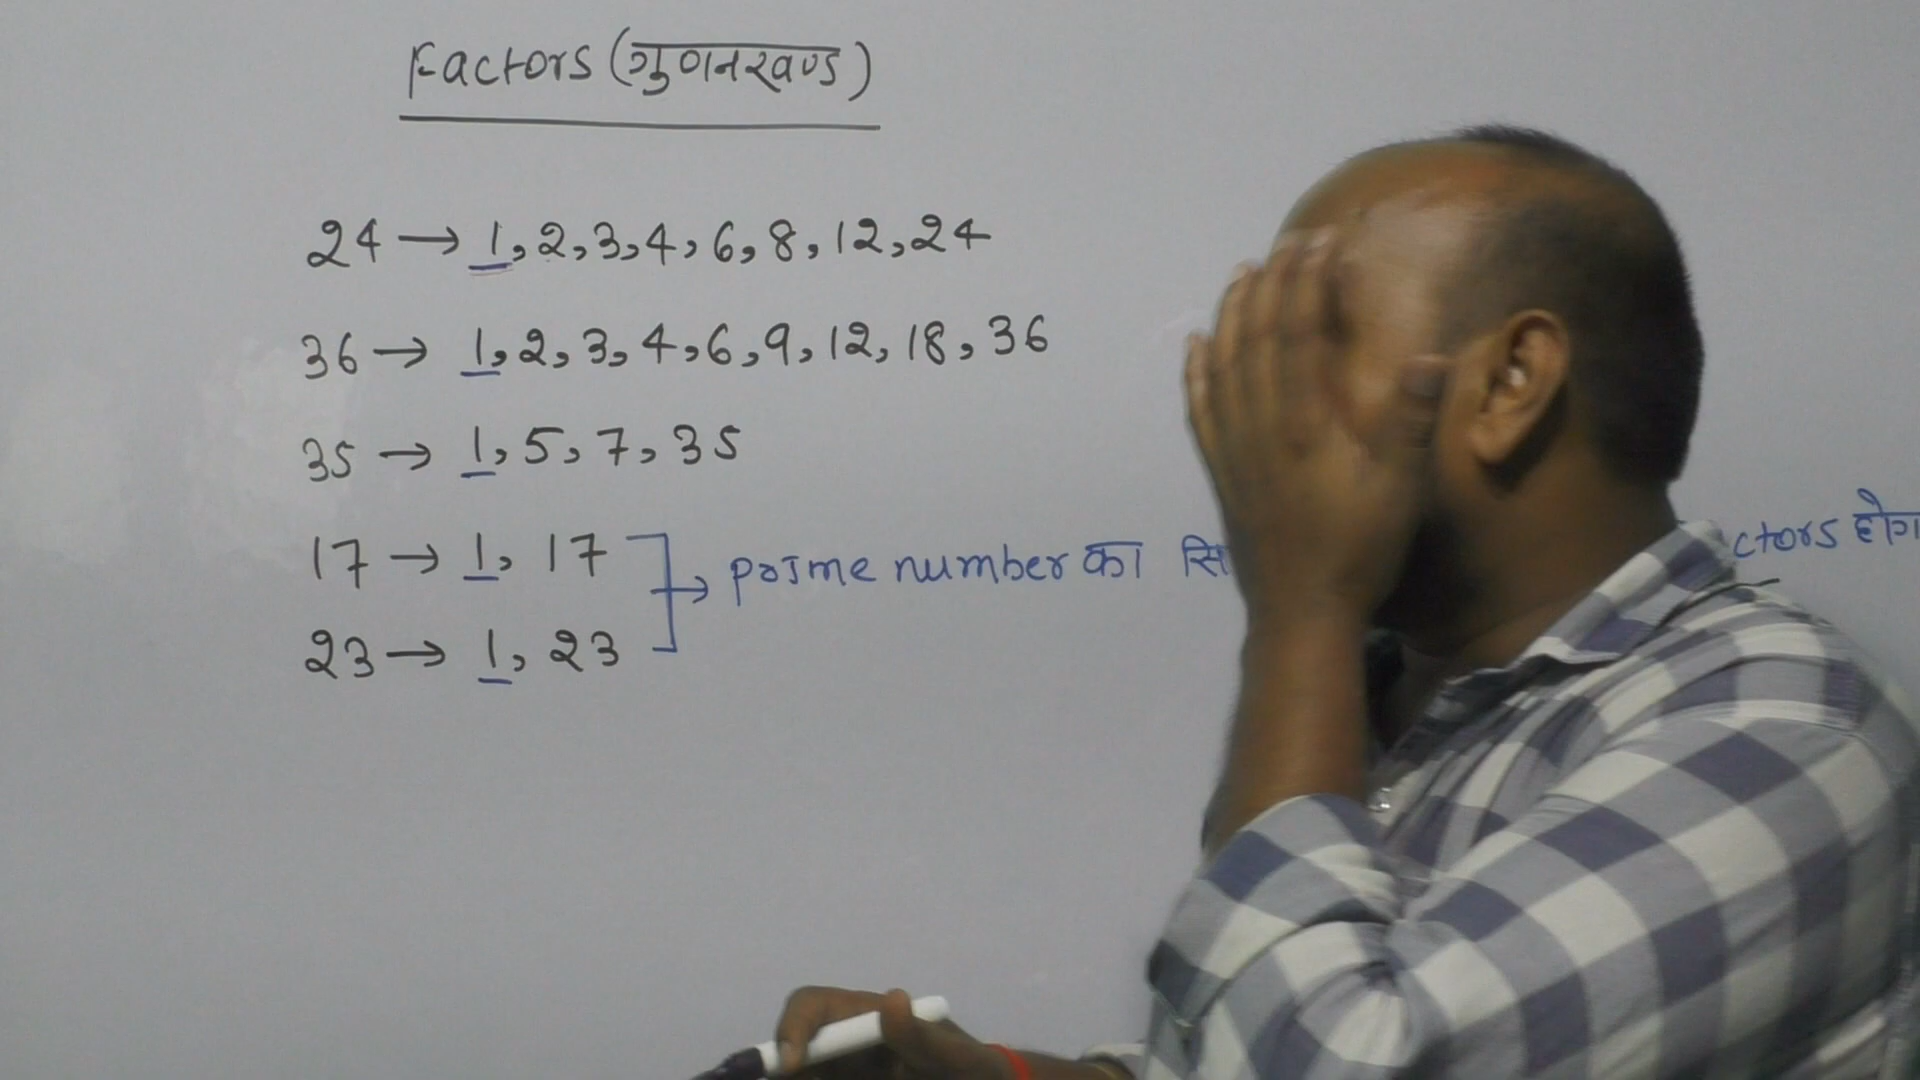 Factors (गुणनखण्ड)
24 → 1, 2, 3, 4, 6, 8, 12, 24
36 → 1, 2, 3, 4, 6, 9, 12, 18, 36
35 → 1, 5, 7, 35
17 → 1, 17
23 → 1, 23
→ prime number का